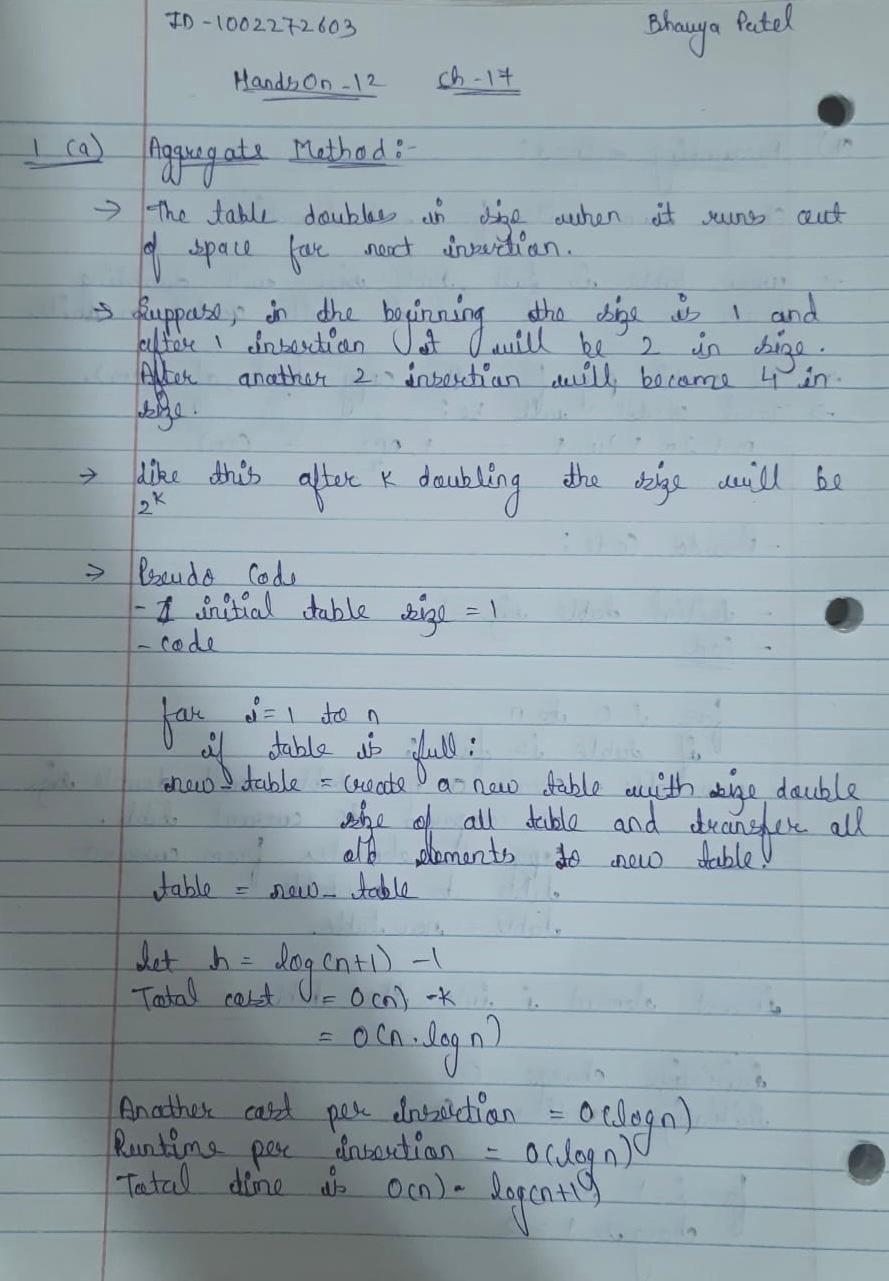 ID-1002272603 Bhavya Patel
HandsOn-12 Ch-17
1 (a) Aggregate Method:-
→ The table doubles in size when it runs out
of space for next insertion.
→ Suppose, in the beginning the size is 1 and
after 1 insertion it will be 2 in size.
After another 2 insertion will become 4 in
size.
→ Like this after K doubling the size will be
2^K
→ Pseudo Code
- initial table size = 1
- code
for i=1 to n
if table is full:
new_table = create a new table with size double
size of all table and transfer all
old elements to new table.
table = new_table
let h = log(n+1) -1
Total cost = O(n) -K
= O(n.log n)
Another cost per insertion = O(log n)
Runtime per insertion = O(log n)
Total time is O(n) - log(n+1)